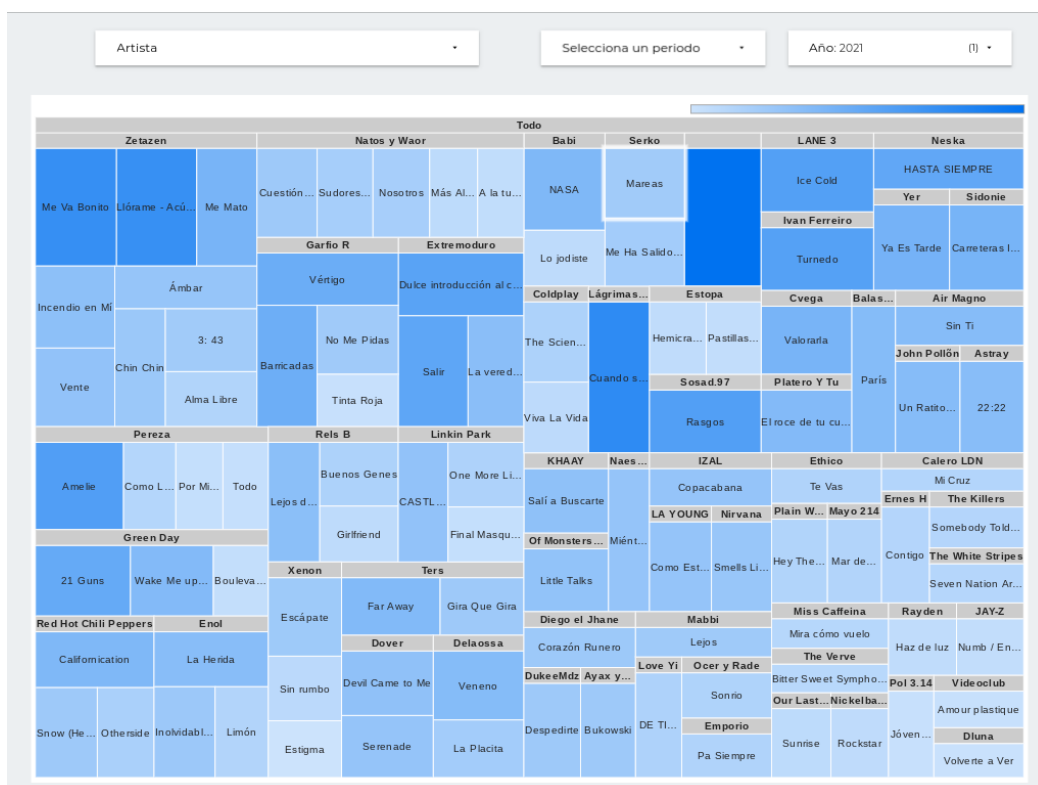 Artista
Selecciona un periodo
Año: 2021
(1)
Todo
Zetazen
Me Va Bonito
Llórame - Acú...
Me Mato
Incendio en Mí
Ámbar
Vente
Chin Chin
3: 43
Alma Libre
Natos y Waor
Cuestión...
Sudores...
Nosotros
Más Al...
A la tu...
Garfio R
Vértigo
Barricadas
No Me Pidas
Tinta Roja
Extremoduro
Dulce introducción al c...
Salir
La vered...
Babi
NASA
Lo jodiste
Serko
Mareas
Me Ha Salido...
LANE 3
Ice Cold
Ivan Ferreiro
Turnedo
Neska
HASTA SIEMPRE
Yer
Ya Es Tarde
Sidonie
Carreteras I...
Coldplay
The Scien...
Viva La Vida
Lágrimas...
Cuando s...
Estopa
Hemicra...
Pastillas...
Sosad.97
Rasgos
Cvega
Valorarla
Platero Y Tu
El roce de tu cu...
Balas...
París
Air Magno
Sin Ti
John Pollõn
Un Ratito...
Astray
22:22
Pereza
Amelie
Como L...
Por Mi...
Todo
Green Day
21 Guns
Wake Me up...
Bouleva...
Red Hot Chili Peppers
Californication
Snow (He...
Otherside
Enol
La Herida
Inolvidabl...
Limón
Rels B
Lejos d...
Buenos Genes
Girlfriend
Linkin Park
CASTL...
One More Li...
Final Masqu...
Xenon
Escápate
Sin rumbo
Estigma
Ters
Far Away
Gira Que Gira
Dover
Devil Came to Me
Serenade
Delaossa
Veneno
La Placita
KHAAY
Salí a Buscarte
Of Monsters...
Little Talks
Naes...
Miént...
IZAL
Copacabana
LA YOUNG
Como Est...
Nirvana
Smells Li...
Ethico
Te Vas
Plain W...
Hey The...
Mayo 214
Mar de...
Calero LDN
Mi Cruz
Ernes H
Contigo
The Killers
Somebody Told...
The White Stripes
Seven Nation Ar...
Diego el Jhane
Corazón Runero
DukeeMdz
Despedirte
Ayax y...
Bukowski
Mabbi
Lejos
Love Yi
DE TI...
Ocer y Rade
Sonrio
Emporio
Pa Siempre
Miss Caffeina
Mira cómo vuelo
The Verve
Bitter Sweet Sympho...
Our Last...
Sunrise
Nickelba...
Rockstar
Rayden
Haz de luz
JAY-Z
Numb / En...
Pol 3.14
Jóven...
Videoclub
Amour plastique
Dluna
Volverte a Ver